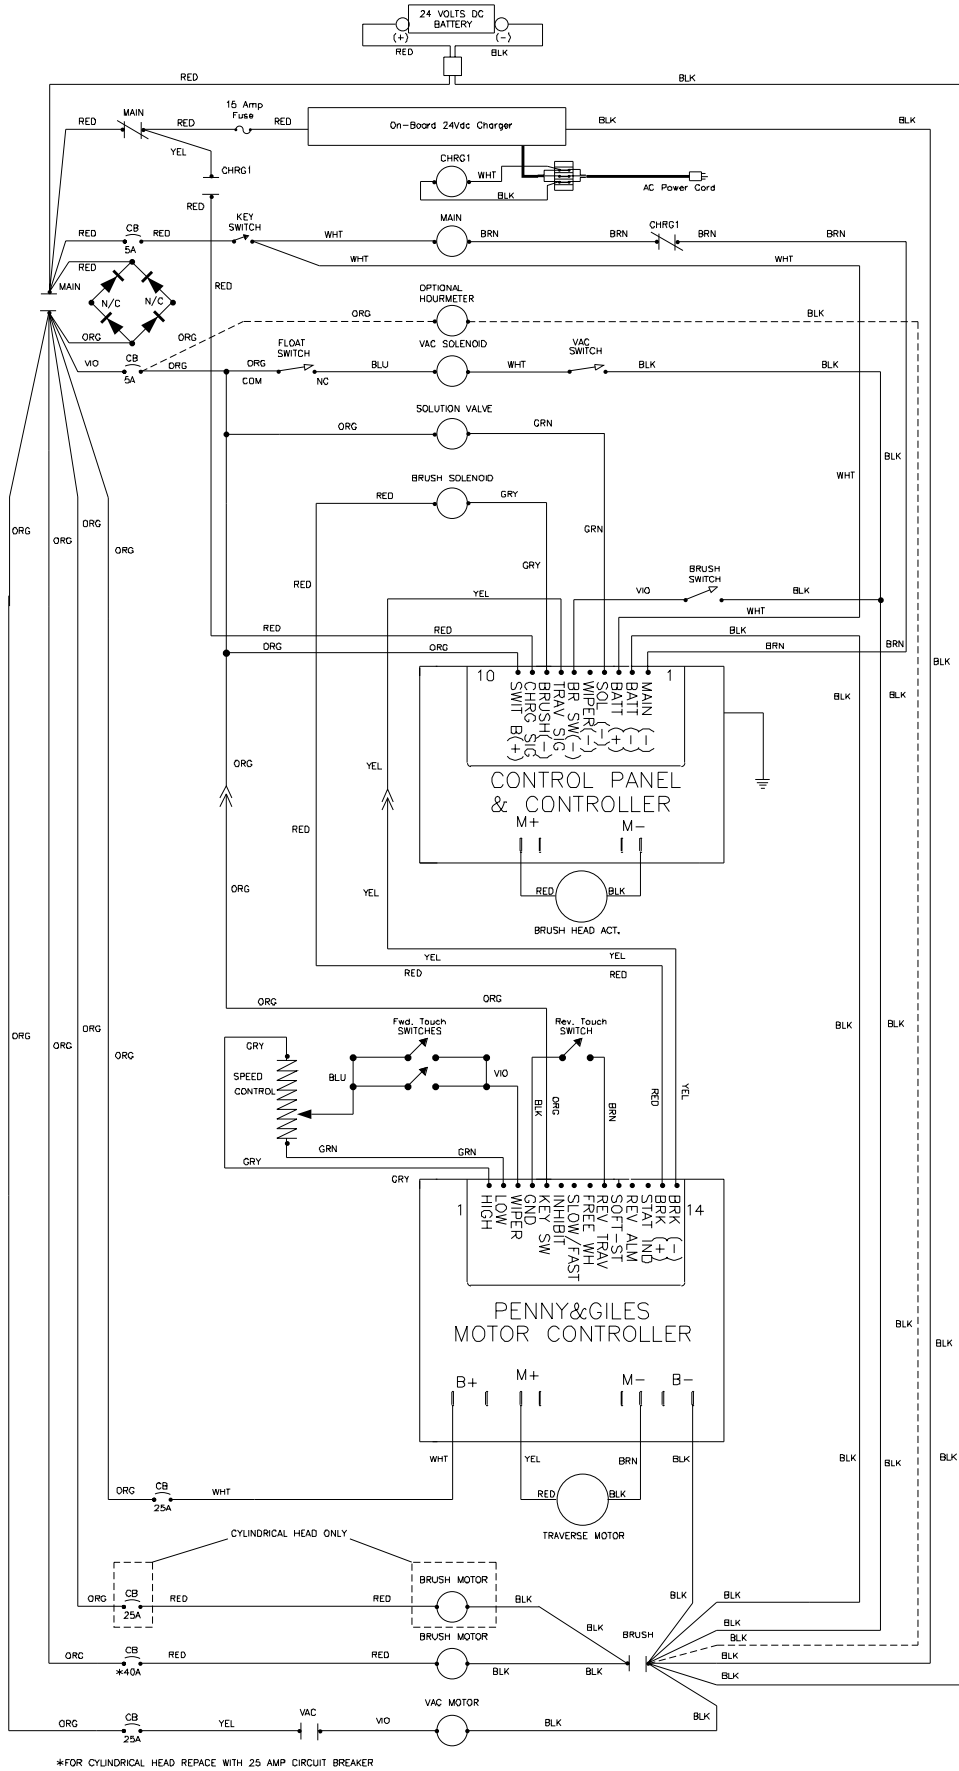 24 VOLTS DC
BATTERY
(+)
(-)
RED
BLK
RED
BLK
15 Amp
Fuse
MAIN
RED
RED
RED
On-Board 24Vdc Charger
BLK
BLK
YEL
CHRG1
CHRG1
WHT
BLK
AC Power Cord
RED
KEY
SWITCH
MAIN
CHRG1
CB
RED
RED
WHT
BRN
BRN
BRN
BRN
5A
RED
WHT
WHT
MAIN
N/C
N/C
RED
OPTIONAL
HOURMETER
ORG
BLK
ORG
ORG
FLOAT
SWITCH
VAC SOLENOID
VAC
SWITCH
VIO
CB
ORG
ORG
BLU
WHT
BLK
BLK
5A
COM
NC
SOLUTION VALVE
ORG
GRN
BLK
WHT
BRUSH SOLENOID
RED
GRY
ORG
ORG
ORG
ORG
GRN
GRY
BRUSH
SWITCH
RED
YEL
VIO
BLK
WHT
RED
RED
BLK
ORG
ORG
BRN
BRN
BLK
10
1
SWIT B(+)
CHRG SIG
BRUSH(-)
TRAV SIG
BR SW(-)
WIPER(-)
SOL (-)
BATT (+)
BATT (-)
MAIN (-)
BLK
BLK
ORG
YEL
CONTROL PANEL
& CONTROLLER
M+
M-
RED
ORG
YEL
RED
BLK
BRUSH HEAD ACT.
YEL
YEL
RED
RED
ORG
ORG
Fwd. Touch
SWITCHES
Rev. Touch
SWITCH
BLK
BLK
ORG
ORG
ORG
ORG
GRY
SPEED
CONTROL
BLU
VIO
BLK
ORG
BRN
RED
YEL
GRN
GRN
GRY
GRY
1
14
HIGH
LOW
WIPER
GND
KEY SW
INHIBIT
SLOW/FAST
FREE WH
REV TRAV
SOFT-ST
REV ALM
STAT IND
BRK (+)
BRK (-)
PENNY&GILES
MOTOR CONTROLLER
BLK
BLK
B+
M+
M-
B-
WHT
YEL
BRN
BLK
BLK
BLK
BLK
ORG
CB
WHT
25A
RED
BLK
TRAVERSE MOTOR
CYLINDRICAL HEAD ONLY
BRUSH MOTOR
ORG
CB
RED
RED
BLK
25A
BLK
BLK
BLK
BLK
BRUSH MOTOR
BRUSH
BLK
ORG
CB
RED
RED
BLK
BLK
BLK
*40A
BLK
VAC MOTOR
VAC
ORG
CB
YEL
VIO
BLK
BLK
25A
*FOR CYLINDRICAL HEAD REPACE WITH 25 AMP CIRCUIT BREAKER